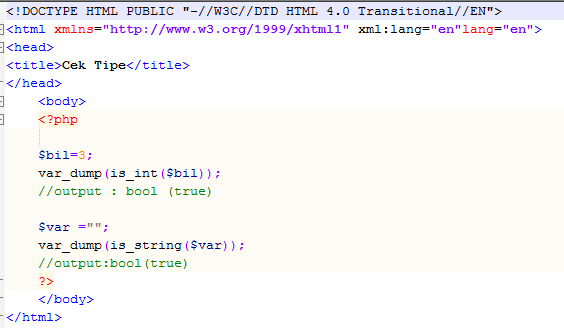 <!DOCTYPE HTML PUBLIC "-//W3C//DTD HTML 4.0 Transitional//EN">
<html xmlns="http://www.w3.org/1999/xhtml1" xml:lang="en"lang="en">
<head>
<title>Cek Tipe</title>
</head>
<body>
<?php
$bil=3;
var_dump(is_int($bil));
//output : bool (true)
$var ="";
var_dump(is_string($var));
//output:bool(true)
?>
</body>
</html>